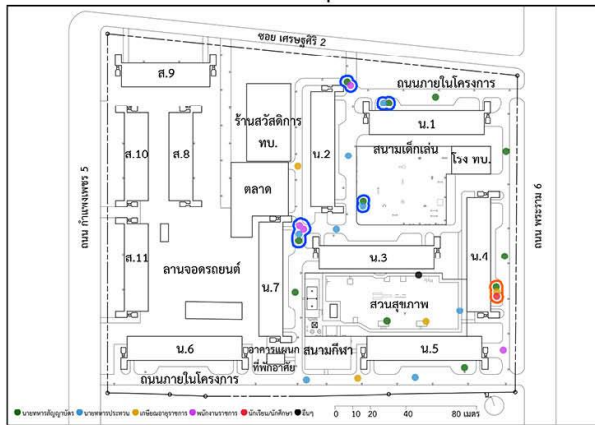 ซอย เศรษฐศิริ 2
ส.9
ถนนภายในโครงการ
ร้านสวัสดิการ
ทบ.
น.2
น.1
ส.10
ส.8
สนามเด็กเล่น
โรง ทบ.
ถนน กำแพงเพชร 5
ตลาด
ถนน พระราม 6
ส.11
น.4
ลานจอดรถยนต์
น.7
น.3
สวนสุขภาพ
น.6
อาคารแผนก
ที่พักอาศัย
สนามกีฬา
น.5
ถนนภายในโครงการ
นายทหารสัญญาบัตร นายทหารประทวน เกษียณอายุราชการ พนักงานราชการ นักเรียน/นักศึกษา อื่นๆ
0 10 20 40 80 เมตร